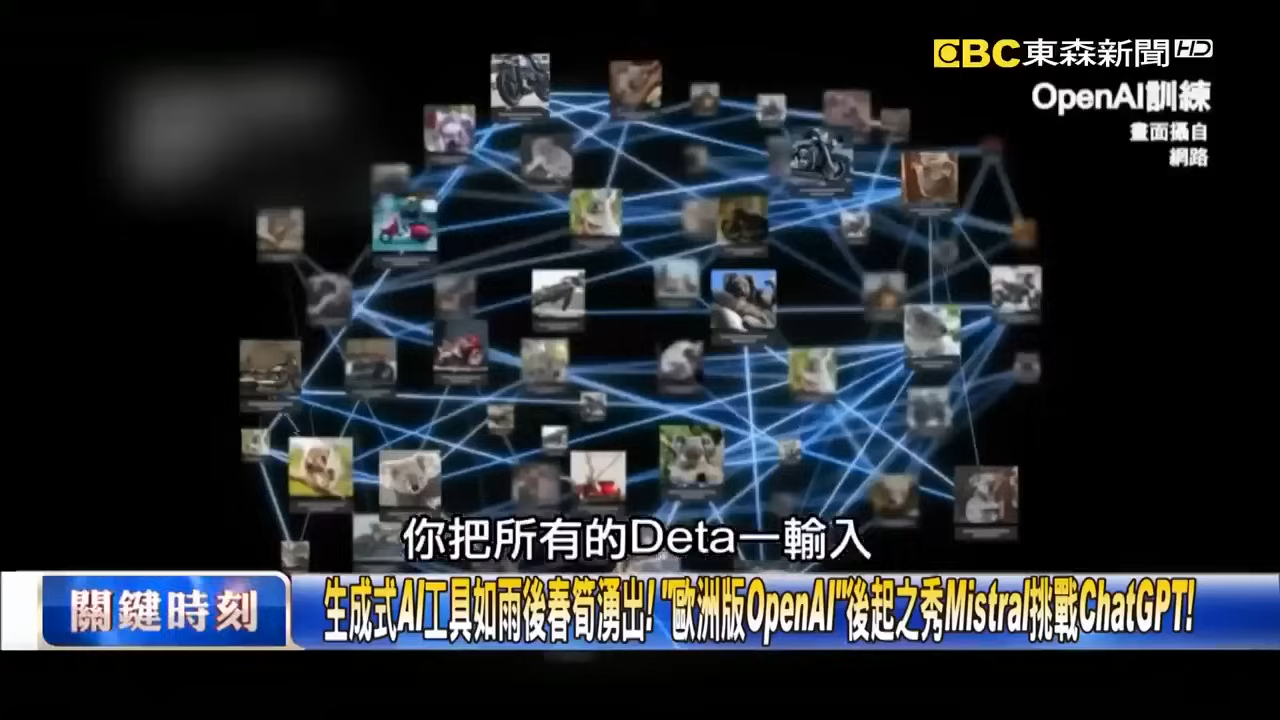 EBC東森新聞HD
OpenAI訓練
畫面攝自
網路
你把所有的Deta一輸入
關鍵時刻
生成式AI工具如雨後春筍湧出!"歐洲版OpenAI"後起之秀Mistral挑戰ChatGPT!